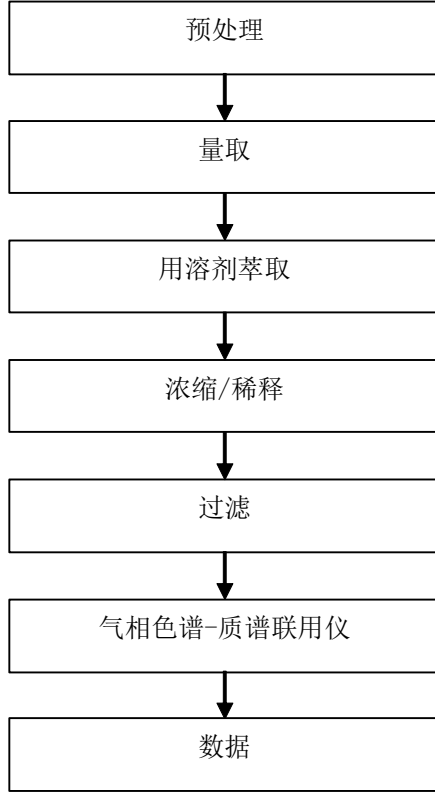 预处理
量取
用溶剂萃取
浓缩/稀释
过滤
气相色谱-质谱联用仪
数据